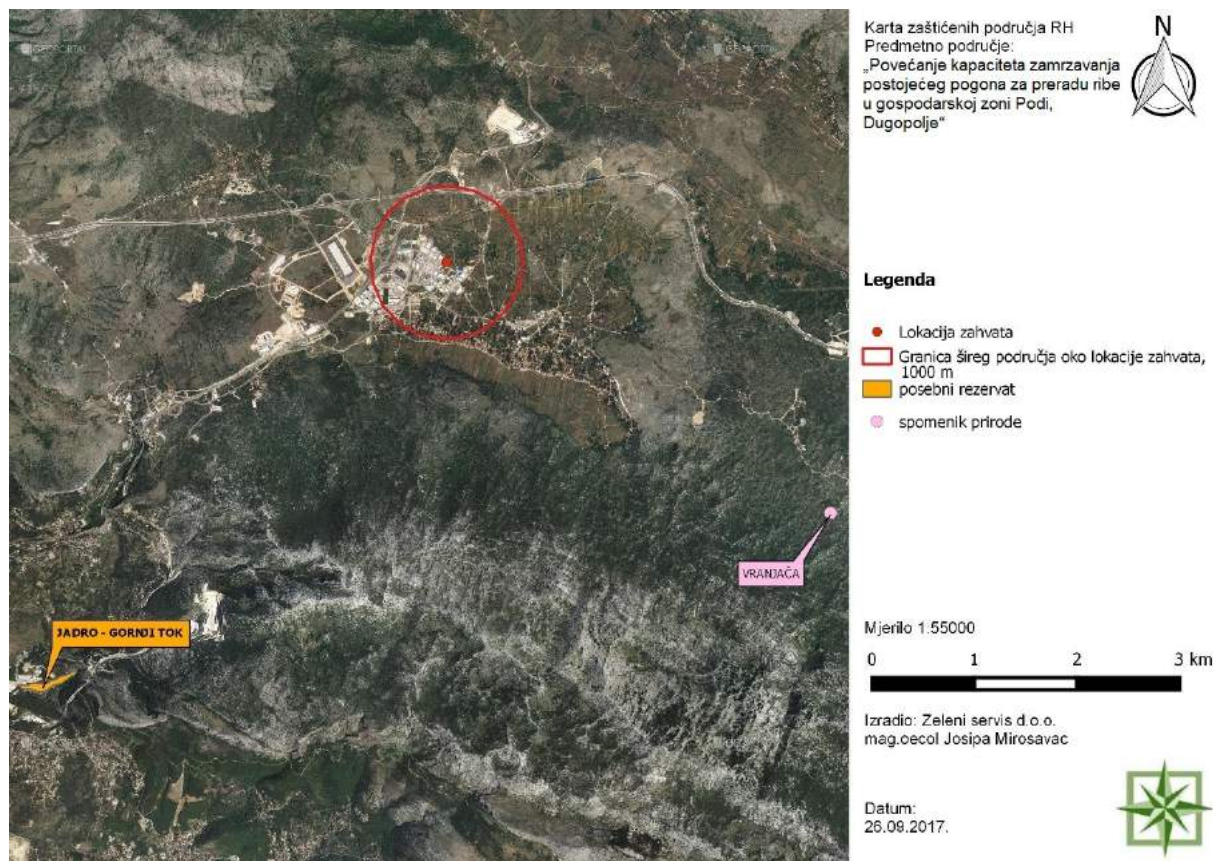 GEOPORTAL
GEOPORTAL
VRANJAČA
JADRO - GORNJI TOK
Karta zaštićenih područja RH
Predmetno područje:
„Povećanje kapaciteta zamrzavanja
postojećeg pogona za preradu ribe
u gospodarskoj zoni Podi,
Dugopolje“
N
Legenda
Lokacija zahvata
Granica šireg područja oko lokacije zahvata,
1000 m
posebni rezervat
spomenik prirode
Mjerilo 1:55000
0 1 2 3 km
Izradio: Zeleni servis d.o.o.
mag.oecol Josipa Mirosavac
Datum:
26.09.2017.